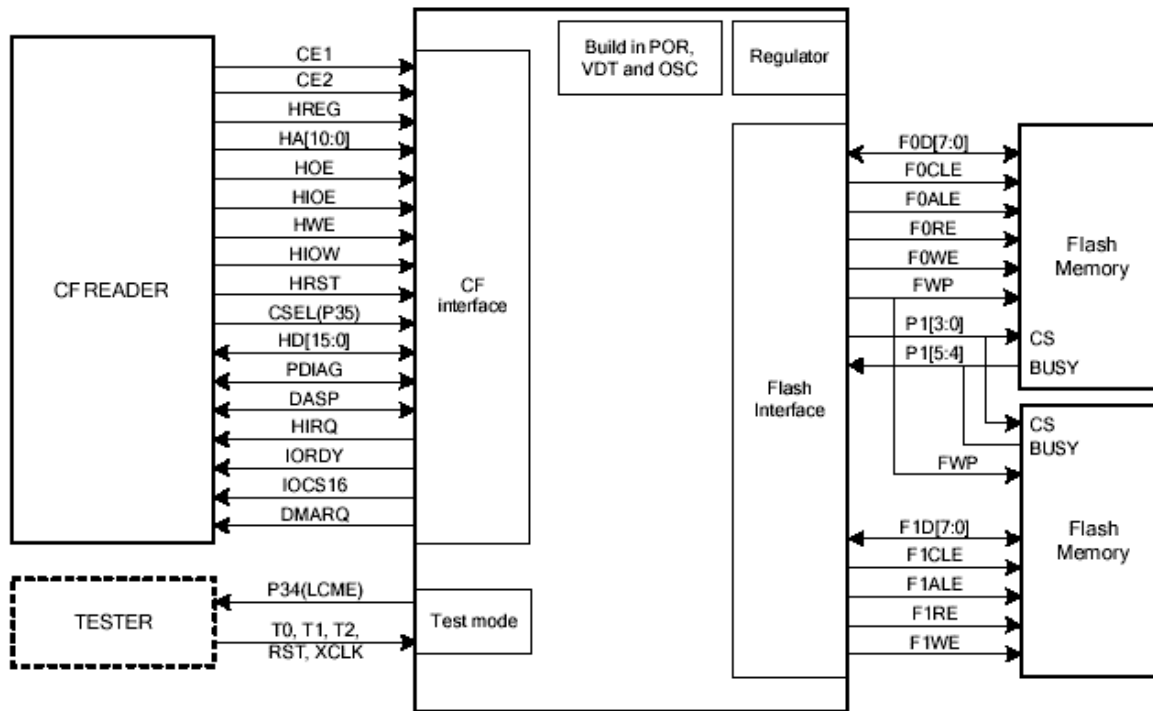 CF READER
CE1
CE2
HREG
HA[10:0]
HOE
HIOE
HWE
HIOW
HRST
CSEL(P35)
HD[15:0]
PDIAG
DASP
HIRQ
IORDY
IOCS16
DMARQ
CF
interface
TESTER
P34(LCME)
T0, T1, T2,
RST, XCLK
Test mode
Build in POR,
VDT and OSC
Regulator
Flash
Interface
F0D[7:0]
F0CLE
F0ALE
F0RE
F0WE
FWP
P1[3:0]
P1[5:4]
Flash
Memory
CS
BUSY
CS
BUSY
FWP
F1D[7:0]
F1CLE
F1ALE
F1RE
F1WE
Flash
Memory